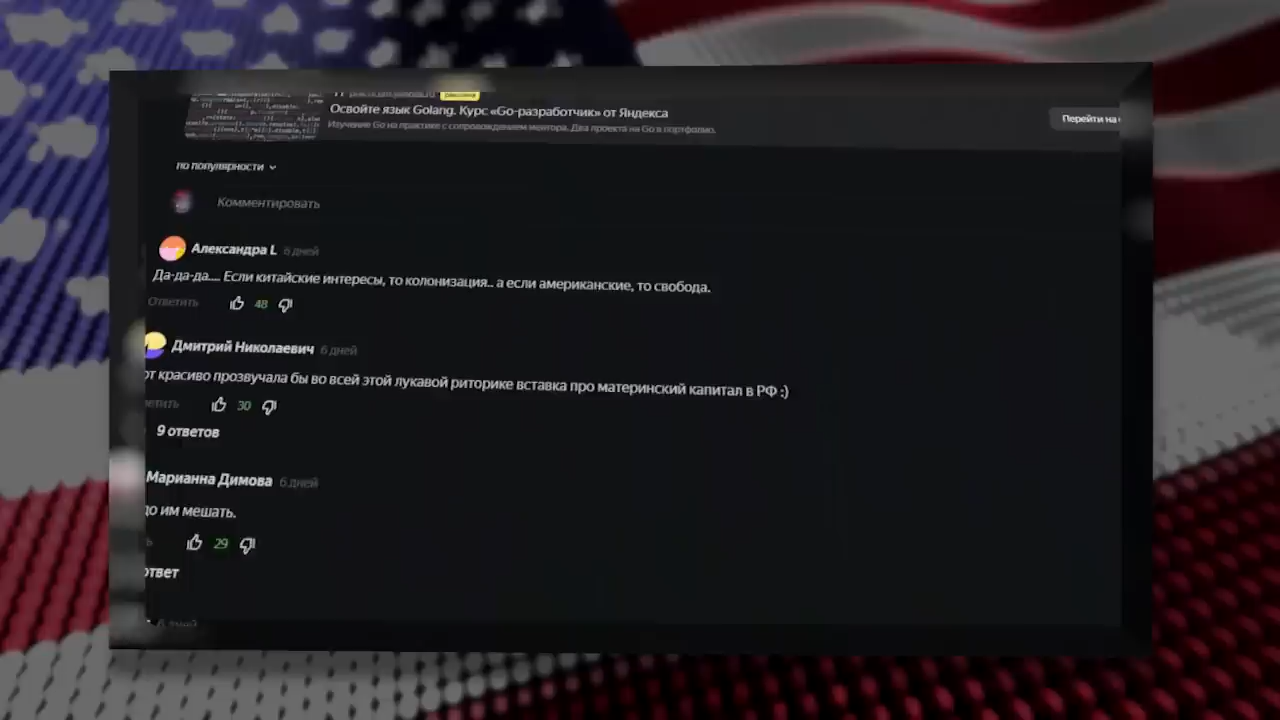 Освойте язык Golang. Курс «Go-разработчик» от Яндекса
Изучение Go на практике с сопровождением ментора. Два проекта на Go в портфолио.
Перейти на
по популярности
Комментировать
Александра L 6 дней
Да-да-да.... Если китайские интересы, то колонизация.. а если американские, то свобода.
Ответить 48
Дмитрий Николаевич 6 дней
от красиво прозвучала бы во всей этой лукавой риторике вставка про материнский капитал в РФ :)
ветить 30
9 ответов
Марианна Димова 6 дней
до им мешать.
ь 29
ответ
6 дней